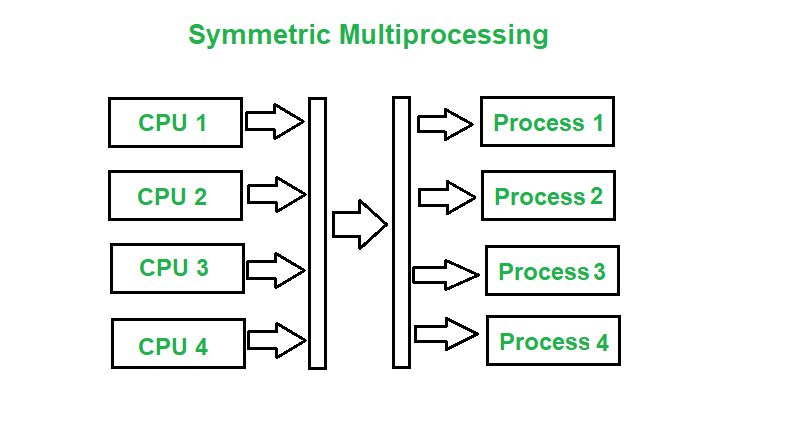 Symmetric Multiprocessing
CPU 1
Process 1
CPU 2
Process 2
CPU 3
Process 3
CPU 4
Process 4